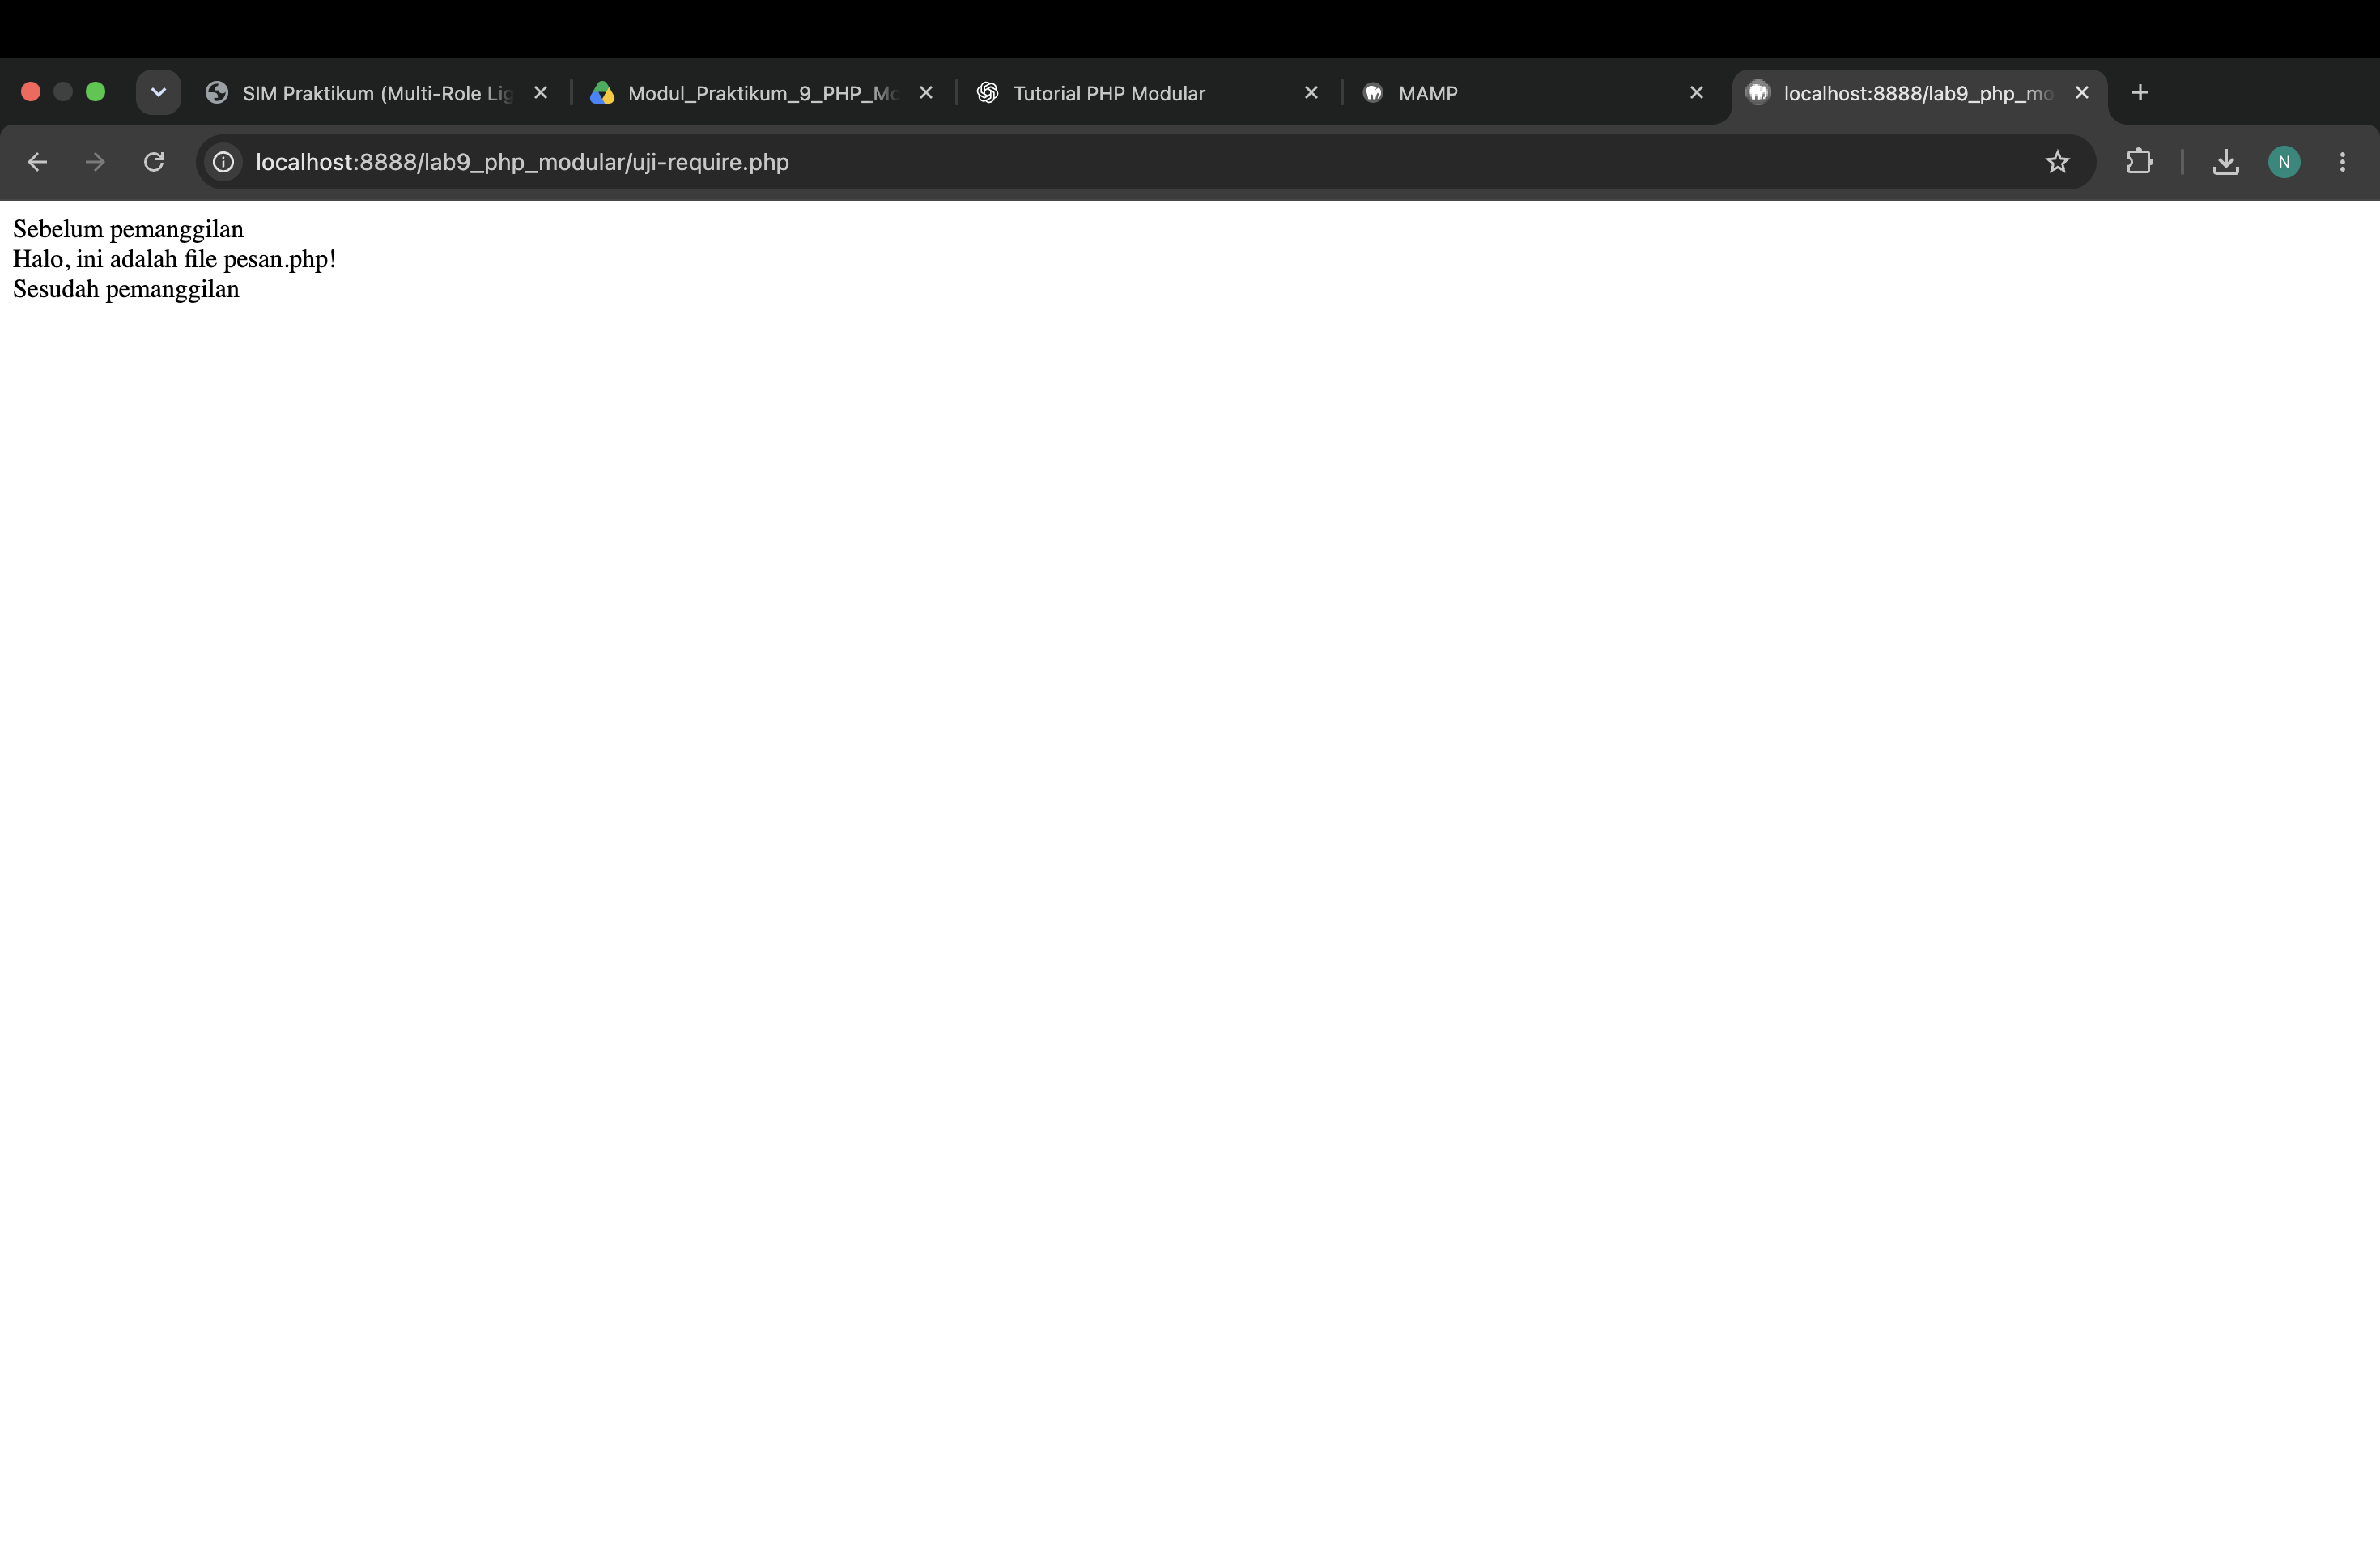 SIM Praktikum (Multi-Role Lig
Modul_Praktikum_9_PHP_Mo
Tutorial PHP Modular
MAMP
localhost:8888/lab9_php_mo
localhost:8888/lab9_php_modular/uji-require.php
N
Sebelum pemanggilan
Halo, ini adalah file pesan.php!
Sesudah pemanggilan